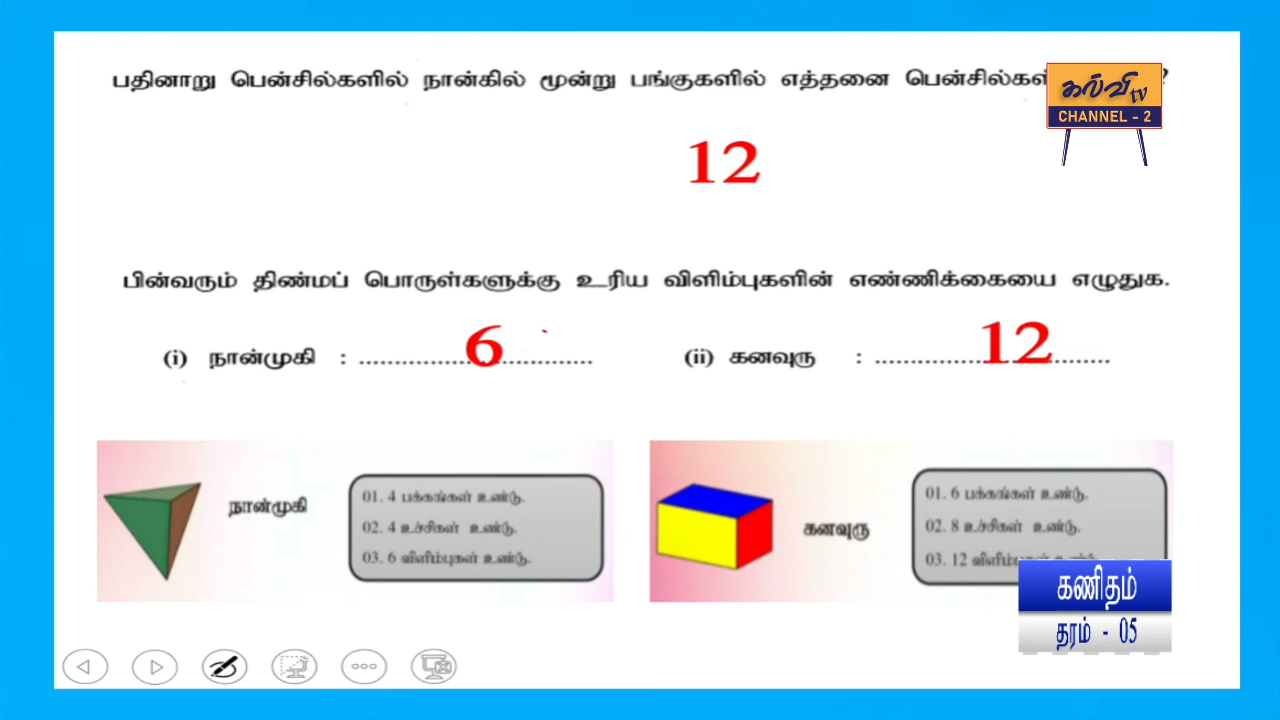 பதினாறு பென்சில்களில் நான்கில் மூன்று பங்குகளில் எத்தனை பென்சில்கள் ?
கல்வி tv
CHANNEL - 2
12
பின்வரும் திண்மப் பொருள்களுக்கு உரிய விளிம்புகளின் எண்ணிக்கையை எழுதுக.
(i) நான்முகி : ........ 6 ........ (ii) கனவுரு : ........ 12 ........
நான்முகி
01. 4 பக்கங்கள் உண்டு.
02. 4 உச்சிகள் உண்டு.
03. 6 விளிம்புகள் உண்டு.
கனவுரு
01. 6 பக்கங்கள் உண்டு.
02. 8 உச்சிகள் உண்டு.
03. 12 விளிம்புகள் உண்டு.
கணிதம்
தரம் - 05